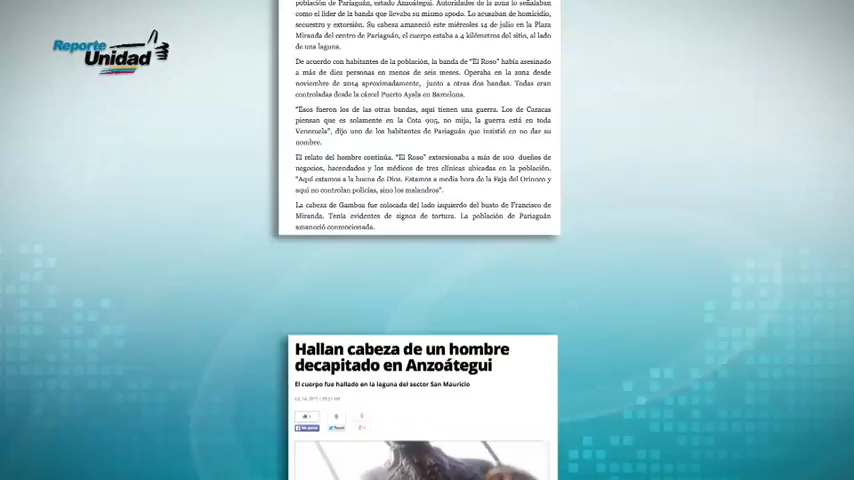 Reporte
Unidad
población de Pariaguán, estado Anzoátegui. Autoridades de la zona lo señalaban
como el líder de la banda que llevaba su mismo apodo. Lo acusaban de homicidio,
secuestro y extorsión. Su cabeza amaneció este miércoles 14 de julio en la Plaza
Miranda del centro de Pariaguán, el cuerpo estaba a 4 kilómetros del sitio, al lado
de una laguna.
De acuerdo con habitantes de la población, la banda de "El Roso" había asesinado
a más de diez personas en menos de seis meses. Operaba en la zona desde
noviembre de 2014 aproximadamente, junto a otras dos bandas. Todas eran
controladas desde la cárcel Puerto Ayala en Barcelona.
"Esos fueron los de las otras bandas, aquí tienen una guerra. Los de Caracas
piensan que es solamente en la Cota 905, no mija, la guerra está en toda
Venezuela", dijo uno de los habitantes de Pariaguán que insistió en no dar su
nombre.
El relato del hombre continúa. "El Roso" extorsionaba a más de 100 dueños de
negocios, hacendados y los médicos de tres clínicas ubicadas en la población.
"Aquí estamos a la buena de Dios. Estamos a media hora de la Faja del Orinoco y
aquí no controlan policías, sino los malandros".
La cabeza de Gamboa fue colocada del lado izquierdo del busto de Francisco de
Miranda. Tenía evidentes de signos de tortura. La población de Pariaguán
amaneció conmocionada.
Hallan cabeza de un hombre
decapitado en Anzoátegui
El cuerpo fue hallado en la laguna del sector San Mauricio